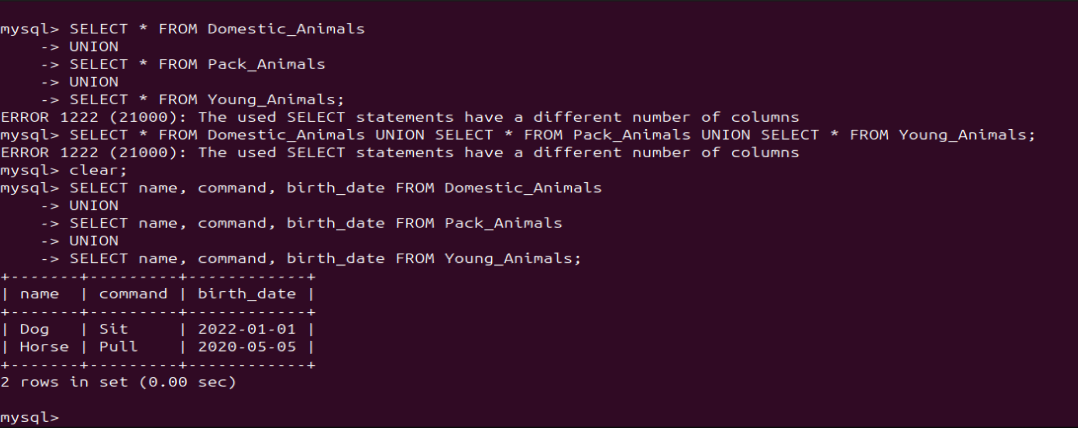 mysql> SELECT * FROM Domestic_Animals
    -> UNION
    -> SELECT * FROM Pack_Animals
    -> UNION
    -> SELECT * FROM Young_Animals;
ERROR 1222 (21000): The used SELECT statements have a different number of columns
mysql> SELECT * FROM Domestic_Animals UNION SELECT * FROM Pack_Animals UNION SELECT * FROM Young_Animals;
ERROR 1222 (21000): The used SELECT statements have a different number of columns
mysql> clear;
mysql> SELECT name, command, birth_date FROM Domestic_Animals
    -> UNION
    -> SELECT name, command, birth_date FROM Pack_Animals
    -> UNION
    -> SELECT name, command, birth_date FROM Young_Animals;
+-------+---------+------------+
| name  | command | birth_date |
+-------+---------+------------+
| Dog   | Sit     | 2022-01-01 |
| Horse | Pull    | 2020-05-05 |
+-------+---------+------------+
2 rows in set (0.00 sec)
mysql>